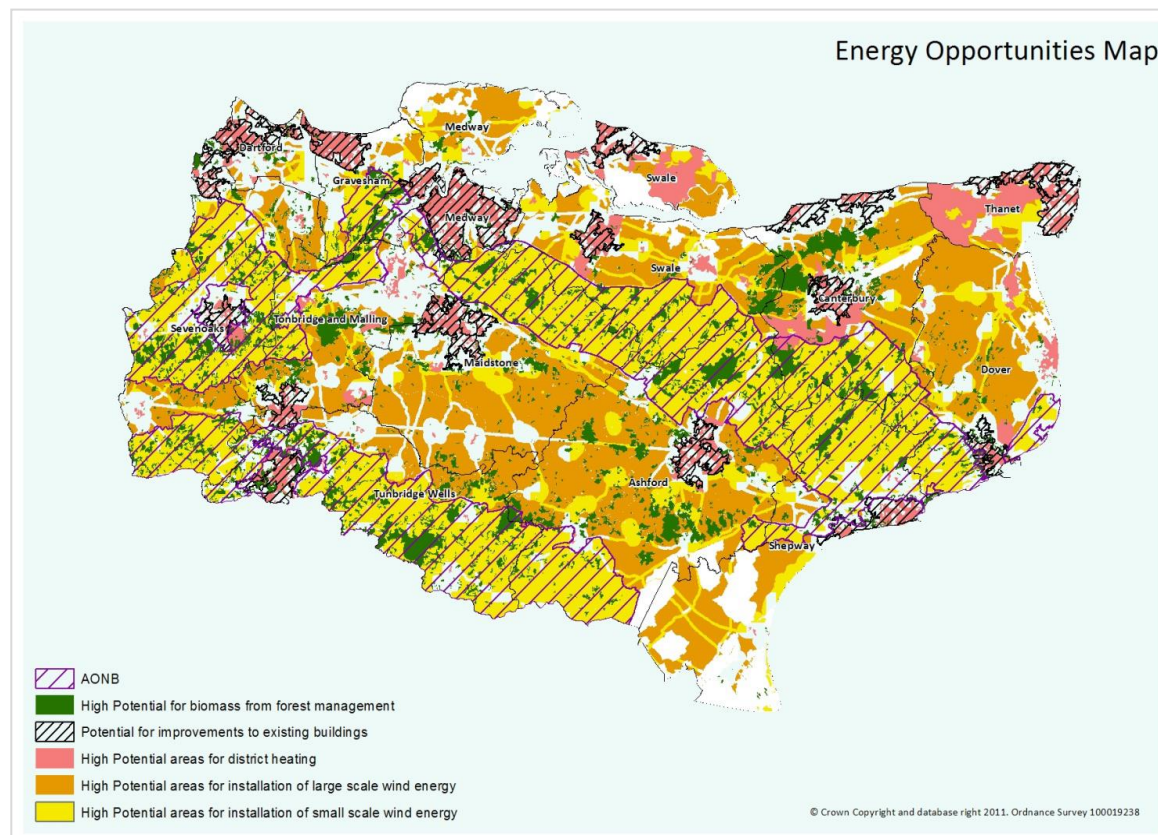 Energy Opportunities Map
Medway
Dartford
Gravesham
Swale
Medway
Thanet
Swale
Canterbury
Sevenoaks
Tonbridge and Malling
Maidstone
Dover
Ashford
Tunbridge Wells
Shepway
AONB
High Potential for biomass from forest management
Potential for improvements to existing buildings
High Potential areas for district heating
High Potential areas for installation of large scale wind energy
High Potential areas for installation of small scale wind energy
© Crown Copyright and database right 2011. Ordnance Survey 100019238